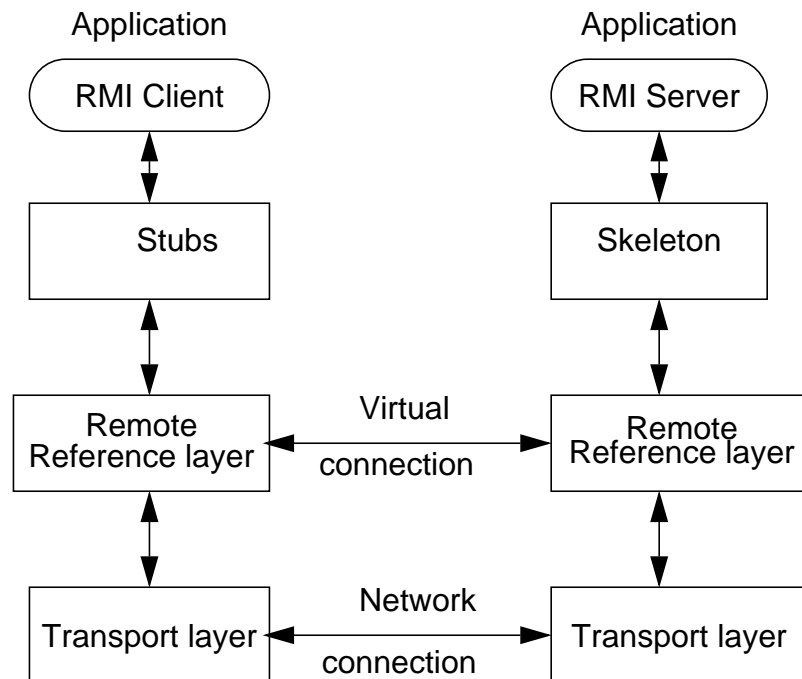 Application
Application
RMI Client
RMI Server
Stubs
Skeleton
Remote
Reference layer
Virtual
connection
Remote
Reference layer
Transport layer
Network
connection
Transport layer